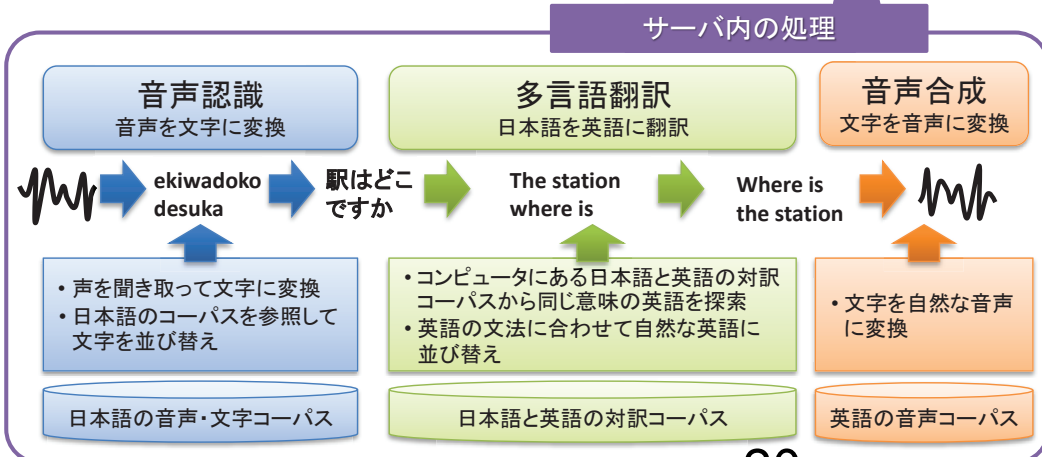 サーバ内の処理
音声認識
音声を文字に変換
多言語翻訳
日本語を英語に翻訳
音声合成
文字を音声に変換
ekiwadoko
desuka
駅はどこ
ですか
The station
where is
Where is
the station
・声を聞き取って文字に変換
・日本語のコーパスを参照して
文字を並び替え
・コンピュータにある日本語と英語の対訳
コーパスから同じ意味の英語を探索
・英語の文法に合わせて自然な英語に
並び替え
・文字を自然な音声
に変換
日本語の音声・文字コーパス
日本語と英語の対訳コーパス
英語の音声コーパス